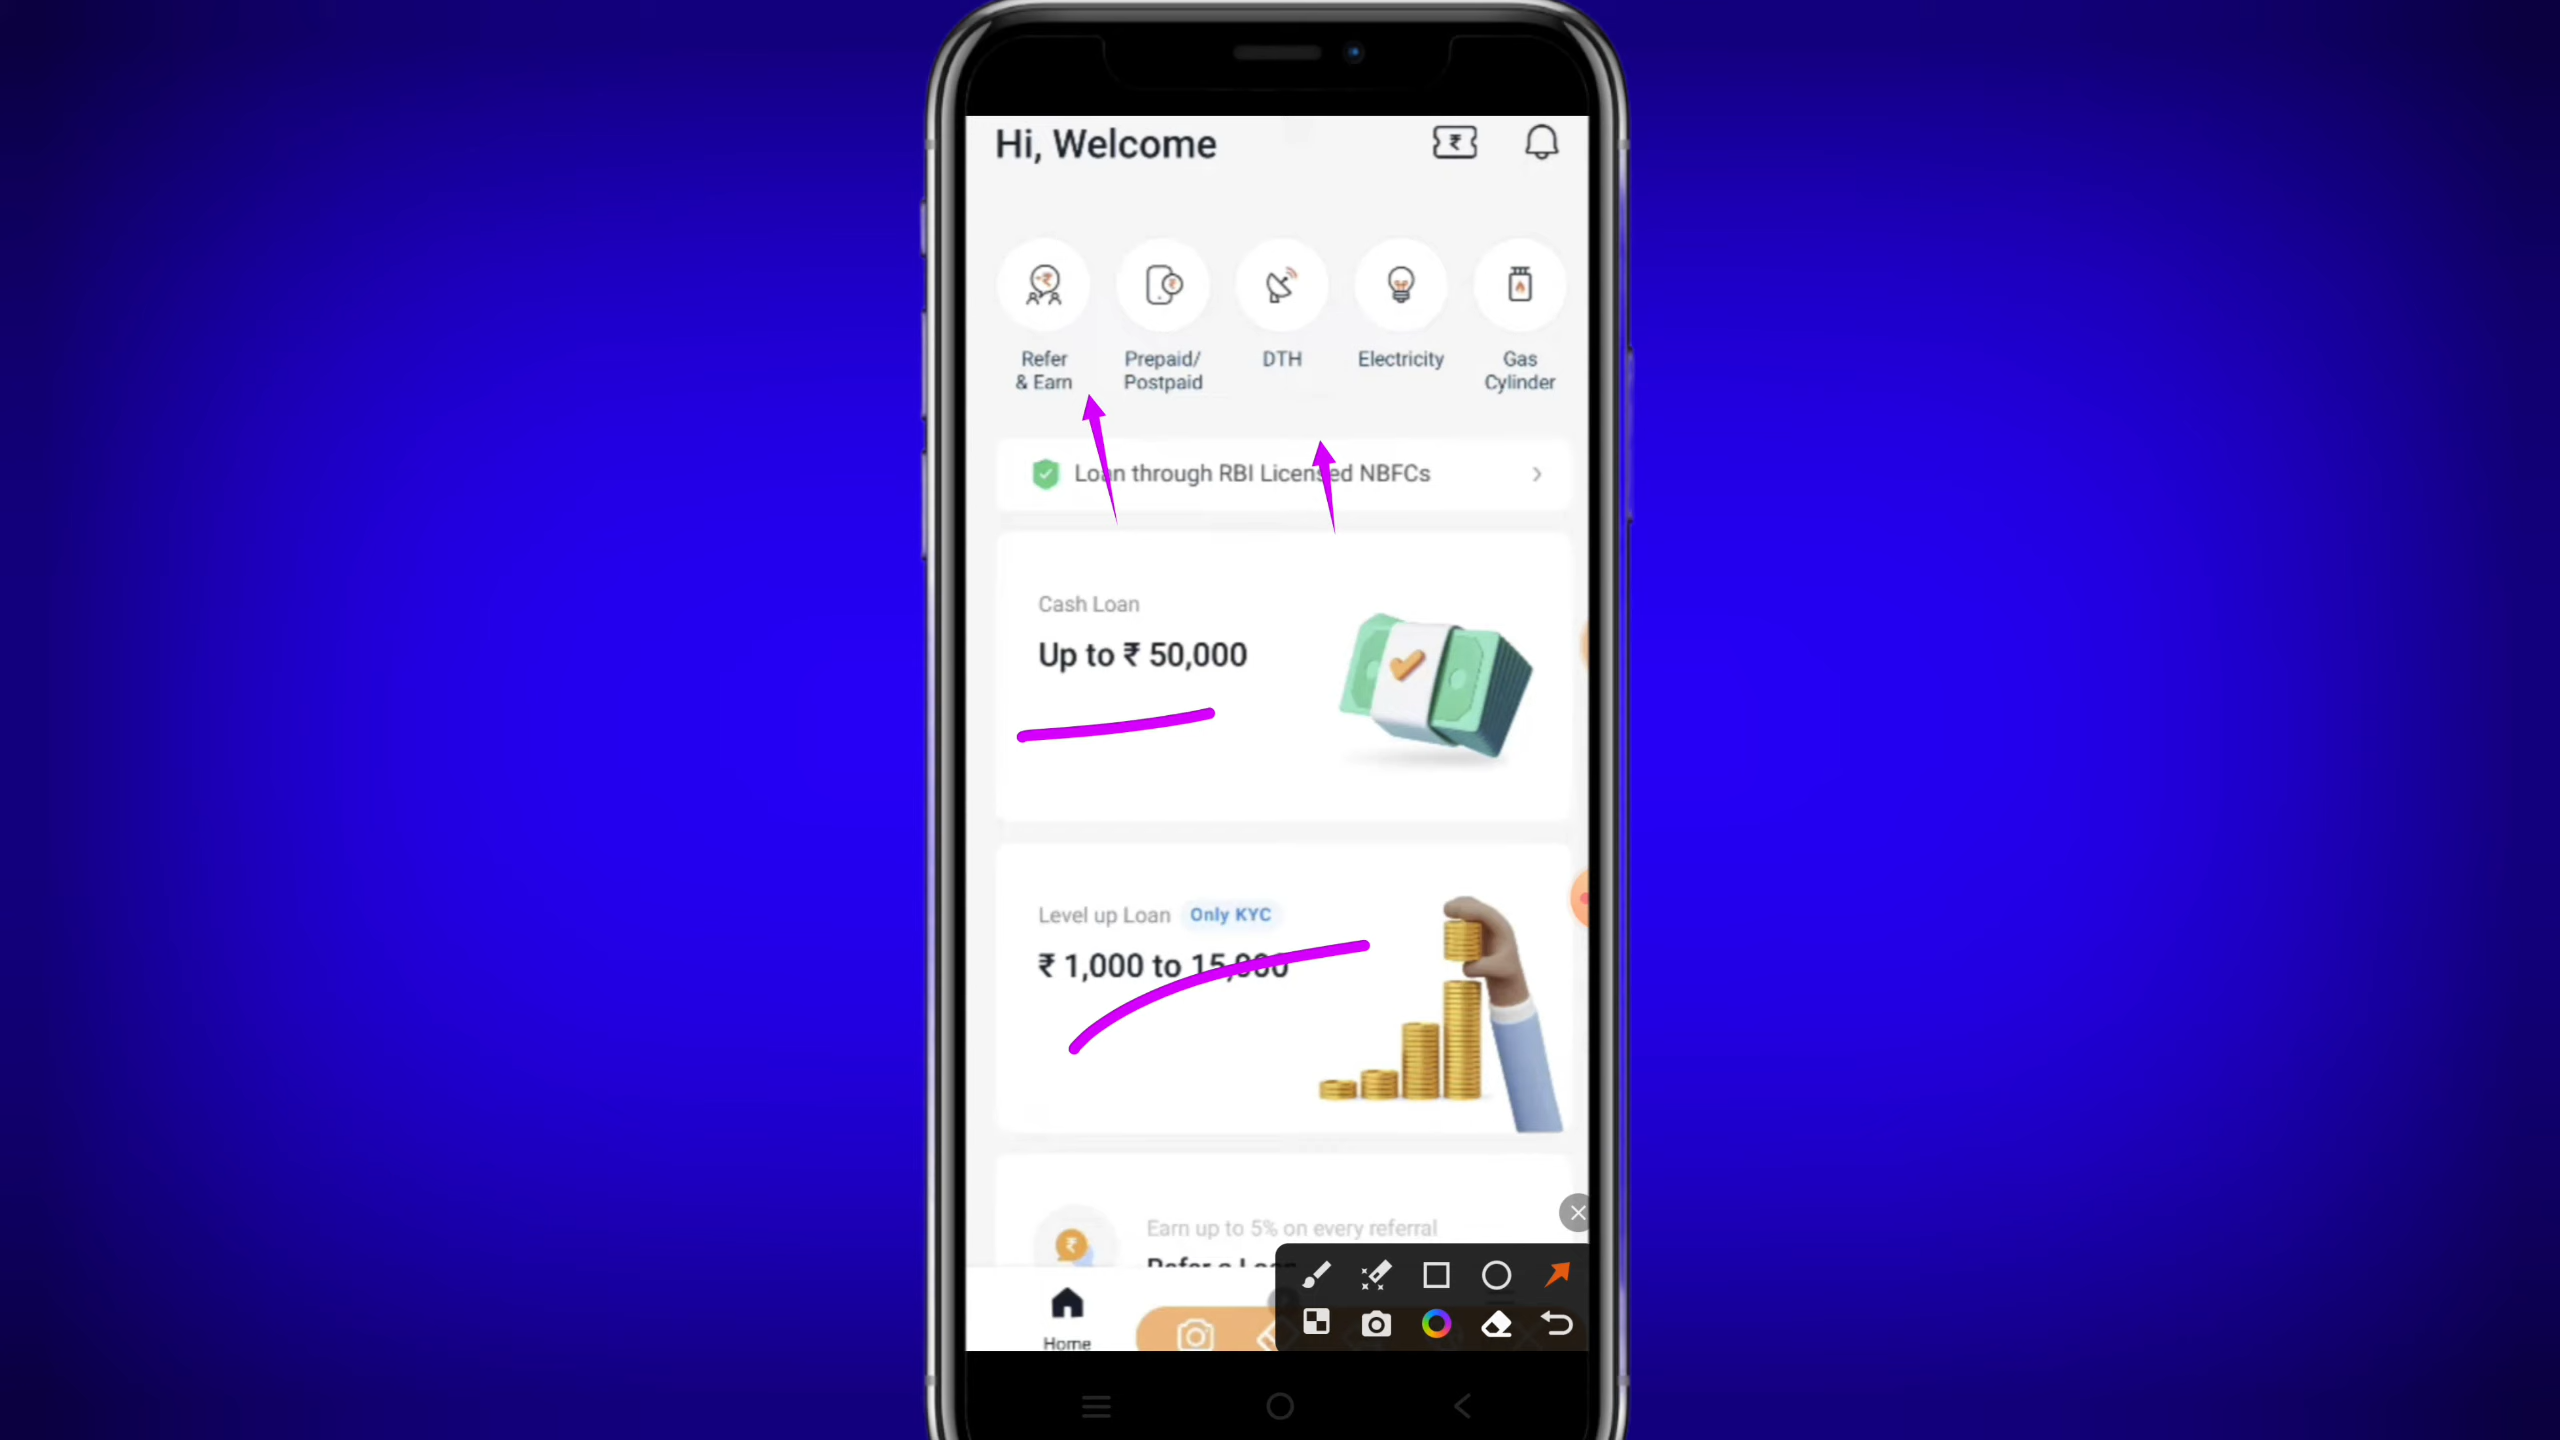 Hi, Welcome
Refer
& Earn
Prepaid/
Postpaid
DTH
Electricity
Gas
Cylinder
Loan through RBI Licensed NBFCs
Cash Loan
Up to ₹ 50,000
Level up Loan Only KYC
₹ 1,000 to 15,000
Earn up to 5% on every referral
Refer a Loan
Home